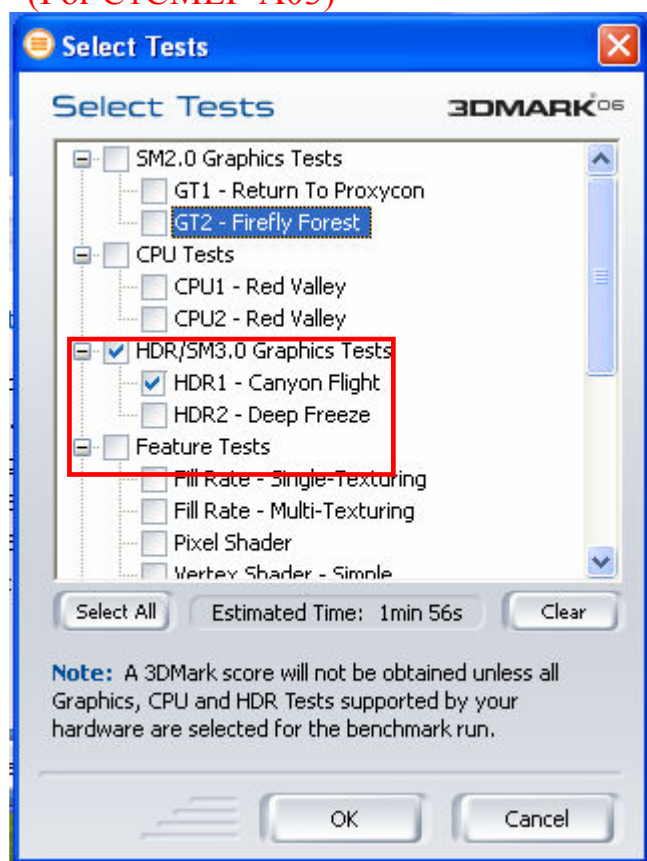 Select Tests
Select Tests 3DMARK06
SM2.0 Graphics Tests
GT1 - Return To Proxycon
GT2 - Firefly Forest
CPU Tests
CPU1 - Red Valley
CPU2 - Red Valley
HDR/SM3.0 Graphics Tests
HDR1 - Canyon Flight
HDR2 - Deep Freeze
Feature Tests
Fill Rate - Single-Texturing
Fill Rate - Multi-Texturing
Pixel Shader
Vertex Shader - Simple
Select All Estimated Time: 1min 56s Clear
Note: A 3DMark score will not be obtained unless all
Graphics, CPU and HDR Tests supported by your
hardware are selected for the benchmark run.
OK Cancel